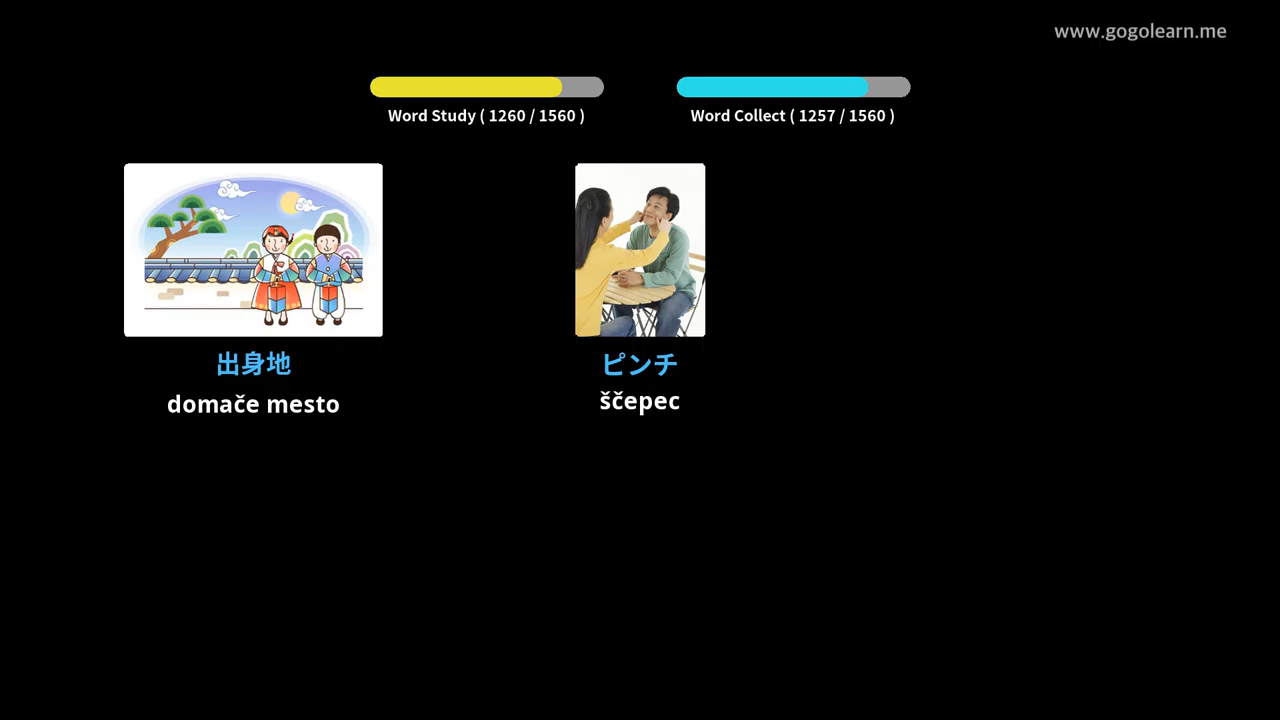 www.gogolearn.me
Word Study ( 1260 / 1560 )
Word Collect ( 1257 / 1560 )
出身地
domače mesto
ピンチ
ščepec